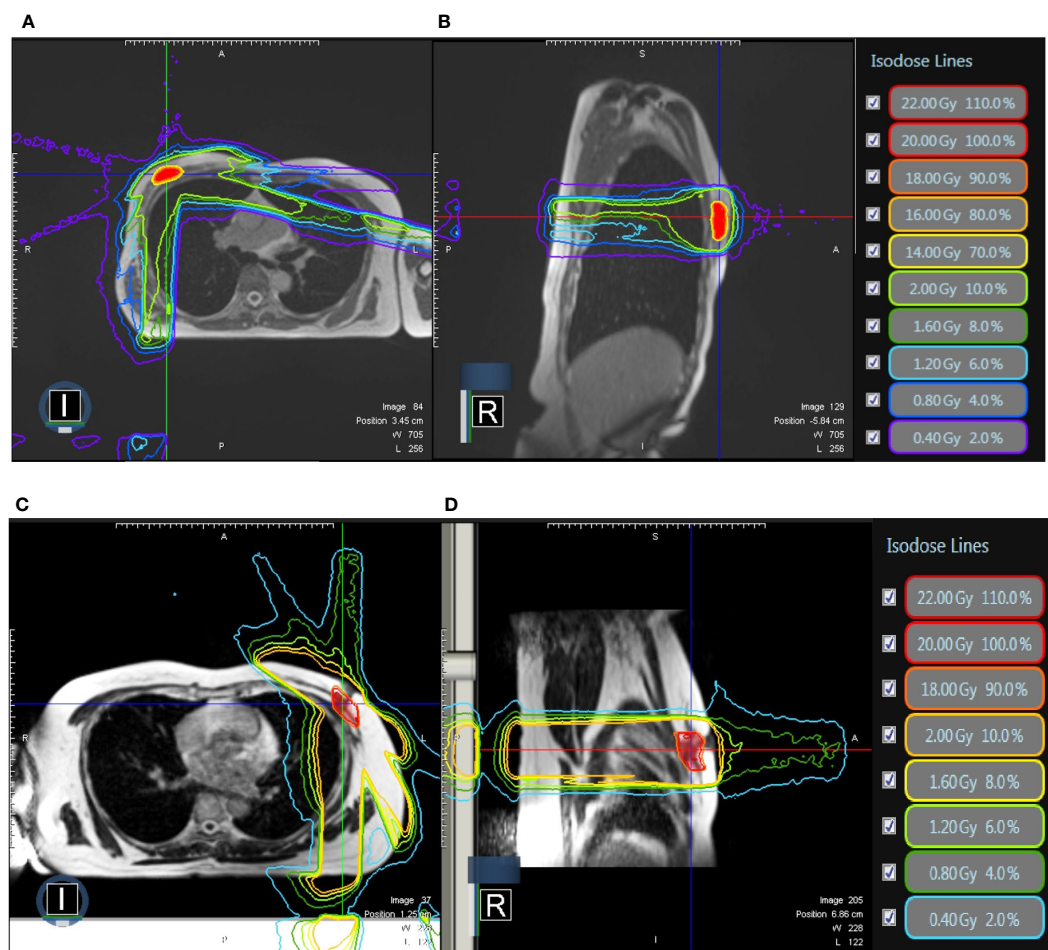 A
B
A
S
Isodose Lines
22.00 Gy 110.0 %
20.00 Gy 100.0 %
18.00 Gy 90.0 %
16.00 Gy 80.0 %
14.00 Gy 70.0 %
2.00 Gy 10.0 %
1.60 Gy 8.0 %
1.20 Gy 6.0 %
0.80 Gy 4.0 %
0.40 Gy 2.0 %
R
L
P
A
I
R
Image 84
Position 3.45 cm
W 705
L 256
P
Image 129
Position -5.84 cm
W 705
L 256
I
C
D
A
S
Isodose Lines
22.00 Gy 110.0 %
20.00 Gy 100.0 %
18.00 Gy 90.0 %
2.00 Gy 10.0 %
1.60 Gy 8.0 %
1.20 Gy 6.0 %
0.80 Gy 4.0 %
0.40 Gy 2.0 %
R
L
A
I
R
Image 37
Position 1.25 cm
W
L
P
Image 205
Position 6.86 cm
W 228
L 122
I